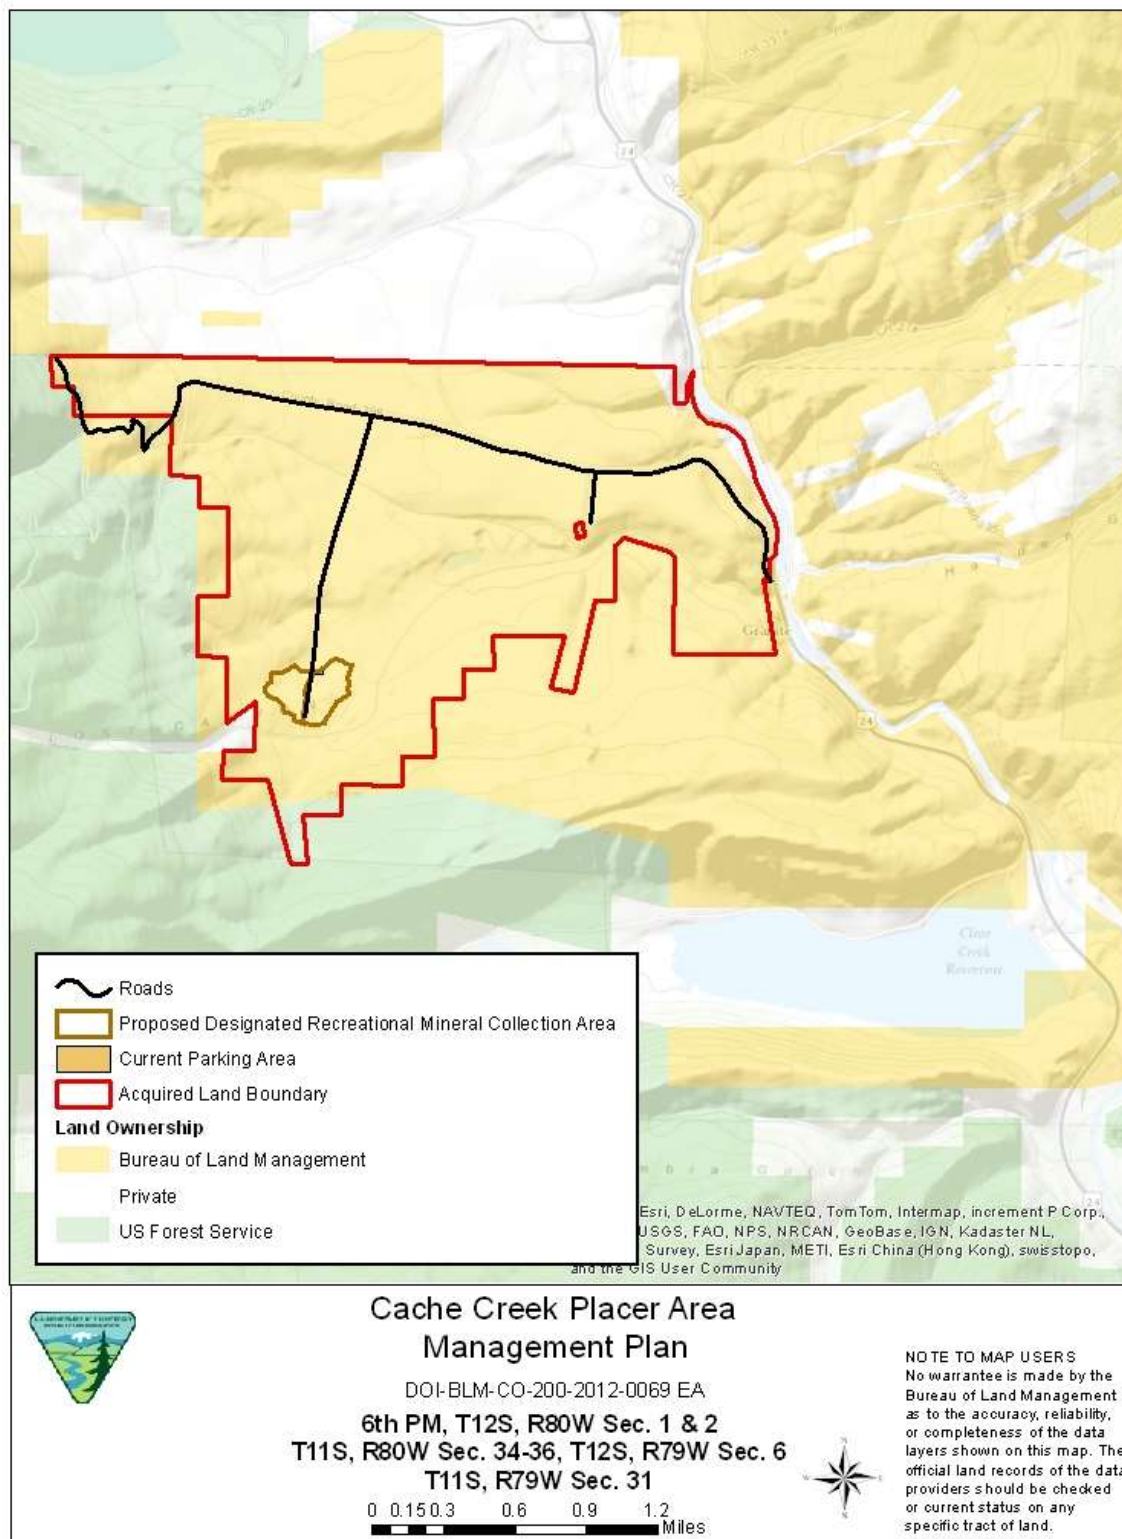 24
Granite
24
Clear
Creek
Reservoir
24
Roads
Proposed Designated Recreational Mineral Collection Area
Current Parking Area
Acquired Land Boundary
Land Ownership
Bureau of Land Management
Private
US Forest Service
Esri, DeLorme, NAVTEQ, TomTom, Intermap, increment P Corp.,
USGS, FAO, NPS, NRCAN, GeoBase, IGN, Kadaster NL,
Survey, Esri Japan, METI, Esri China (Hong Kong), swisstopo,
and the GIS User Community
Cache Creek Placer Area
Management Plan
DOI-BLM-CO-200-2012-0069 EA
6th PM, T12S, R80W Sec. 1 & 2
T11S, R80W Sec. 34-36, T12S, R79W Sec. 6
T11S, R79W Sec. 31
0 0.15 0.3 0.6 0.9 1.2
Miles
N
W E
S
NOTE TO MAP USERS
No warrantee is made by the
Bureau of Land Management
as to the accuracy, reliability,
or completeness of the data
layers shown on this map. The
official land records of the data
providers should be checked
or current status on any
specific tract of land.